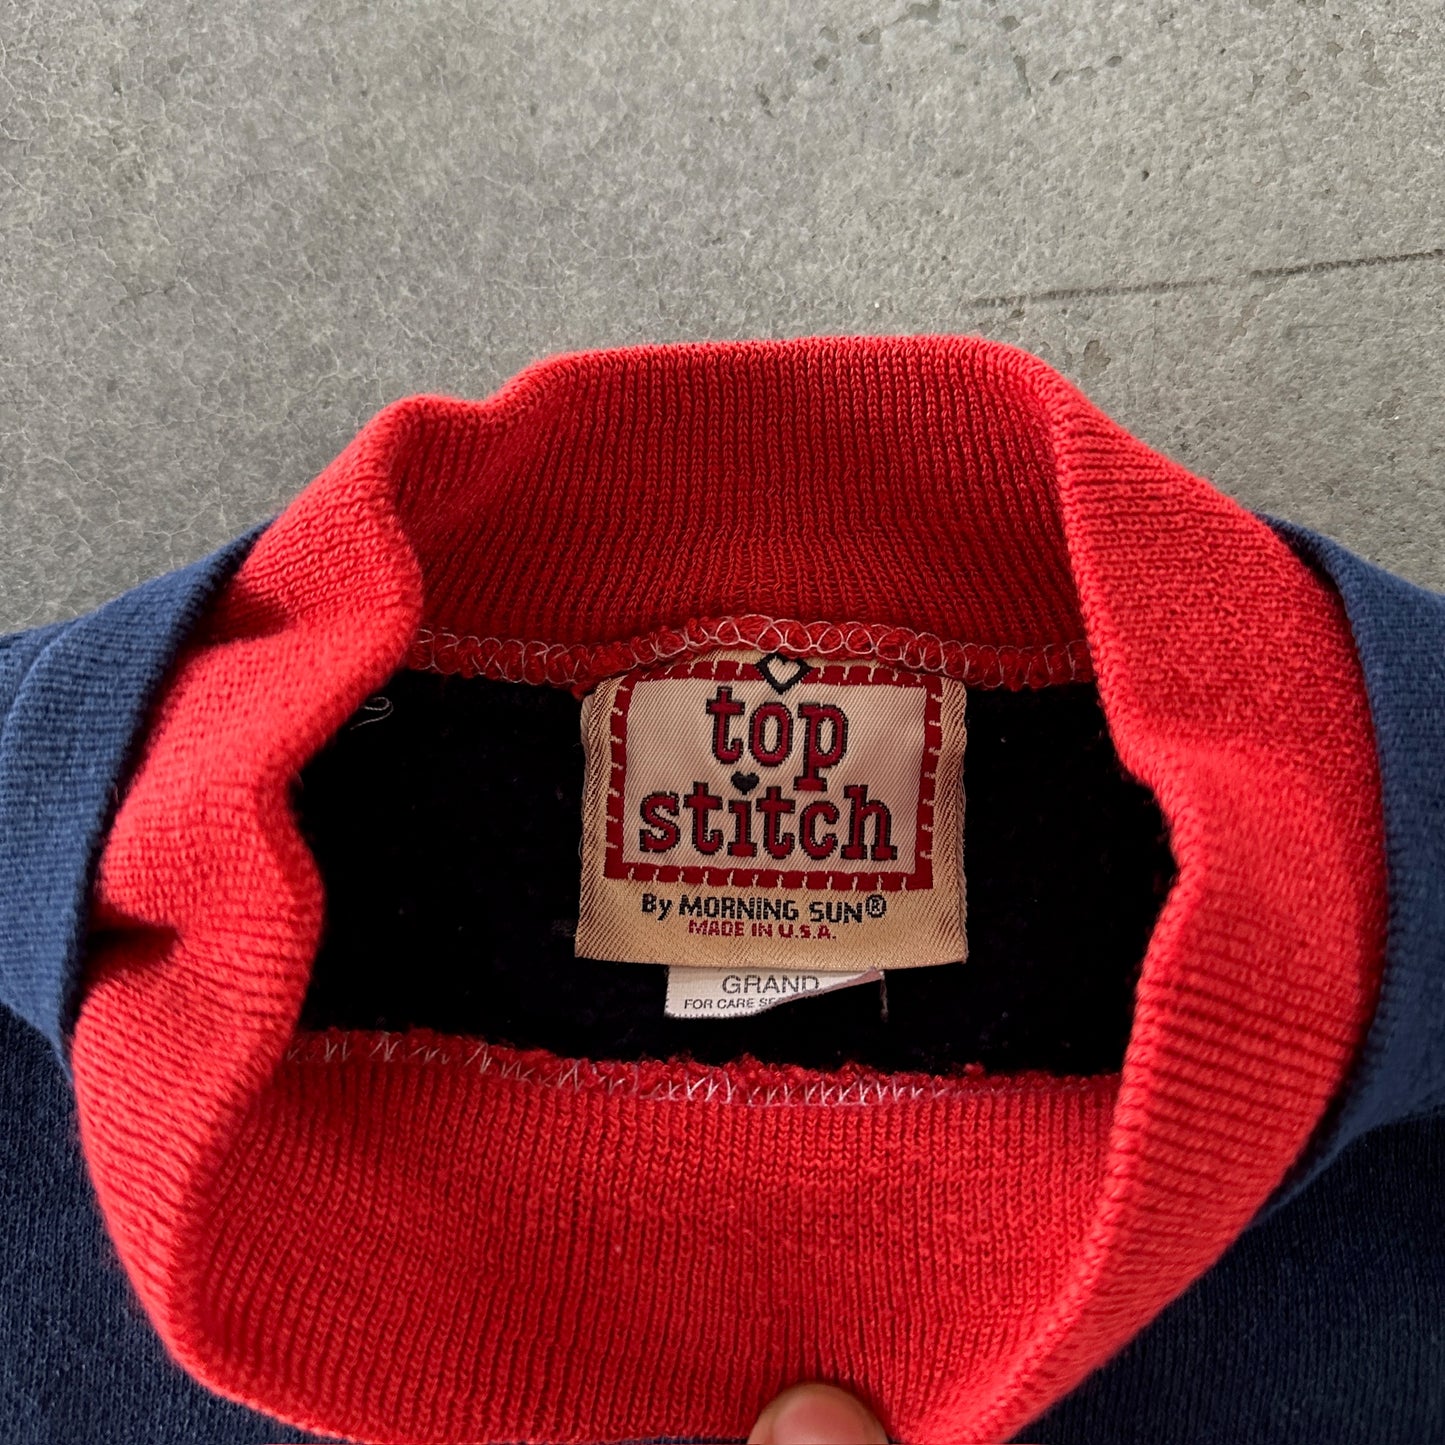 top
stitch
By MORNING SUN®
MADE IN U.S.A.
GRAND
FOR CARE